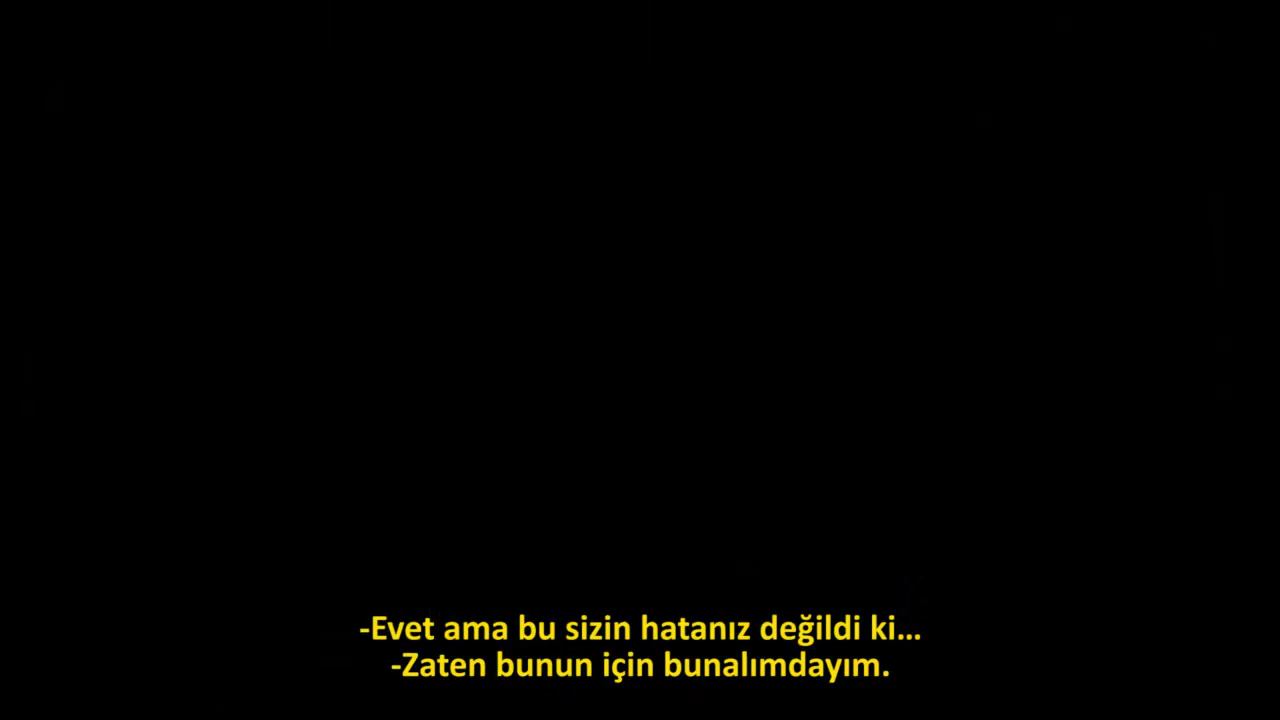 -Evet ama bu sizin hatanız değildi ki...
-Zaten bunun için bunalımdayım.